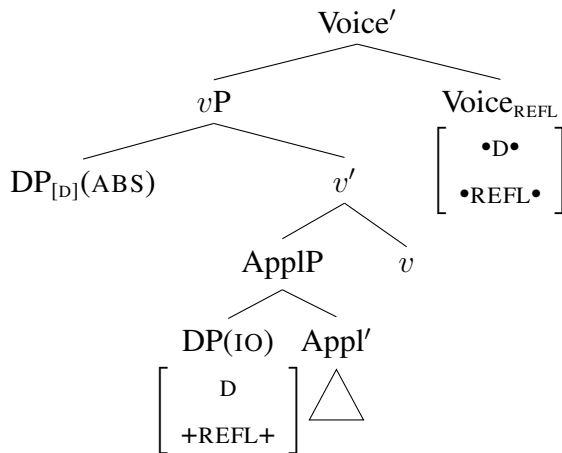 Voice′
vP Voice_REFL
•D•
•REFL•
DP_[D](ABS) v′
ApplP v
DP(IO) Appl′
D
+REFL+